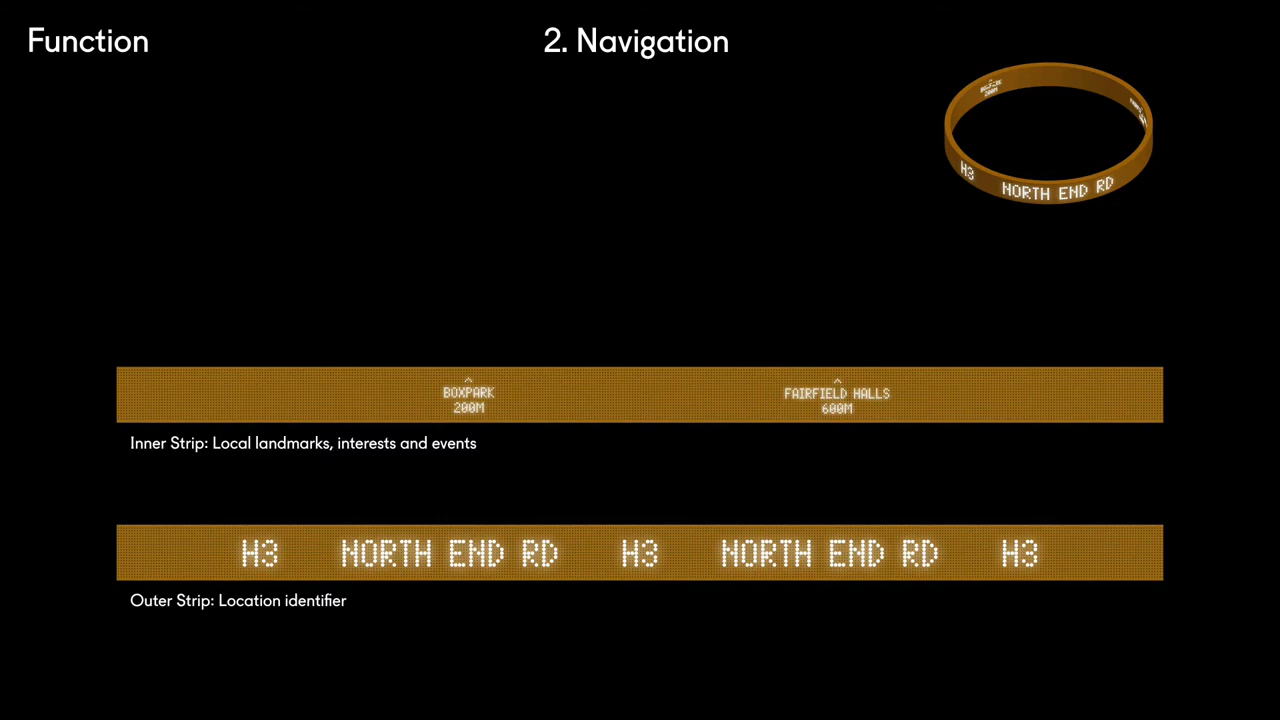 Function
2. Navigation
H3 NORTH END RD
^
BOXPARK
200M
^
FAIRFIELD HALLS
600M
Inner Strip: Local landmarks, interests and events
H3 NORTH END RD H3 NORTH END RD H3
Outer Strip: Location identifier